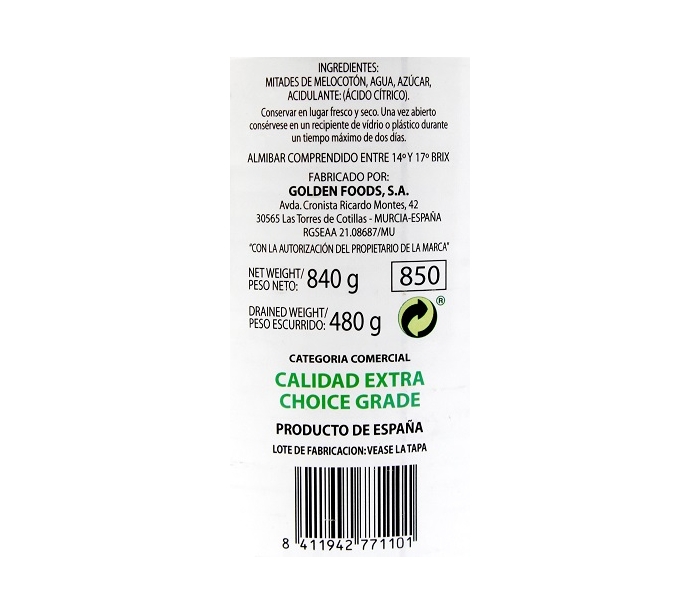 INGREDIENTES:
MITADES DE MELOCOTÓN, AGUA, AZÚCAR,
ACIDULANTE: (ÁCIDO CÍTRICO).
Conservar en lugar fresco y seco. Una vez abierto
consérvese en un recipiente de vídrio o plástico durante
un tiempo máximo de dos días.
ALMIBAR COMPRENDIDO ENTRE 14º Y 17º BRIX
FABRICADO POR:
GOLDEN FOODS, S.A.
Avda. Cronista Ricardo Montes, 42
30565 Las Torres de Cotillas - MURCIA-ESPAÑA
RGSEAA 21.08687/MU
"CON LA AUTORIZACIÓN DEL PROPIETARIO DE LA MARCA"
NET WEIGHT/
PESO NETO: 840 g
850
DRAINED WEIGHT/
PESO ESCURRIDO: 480 g
®
CATEGORIA COMERCIAL
CALIDAD EXTRA
CHOICE GRADE
PRODUCTO DE ESPAÑA
LOTE DE FABRICACION: VEASE LA TAPA
8 411942 771101